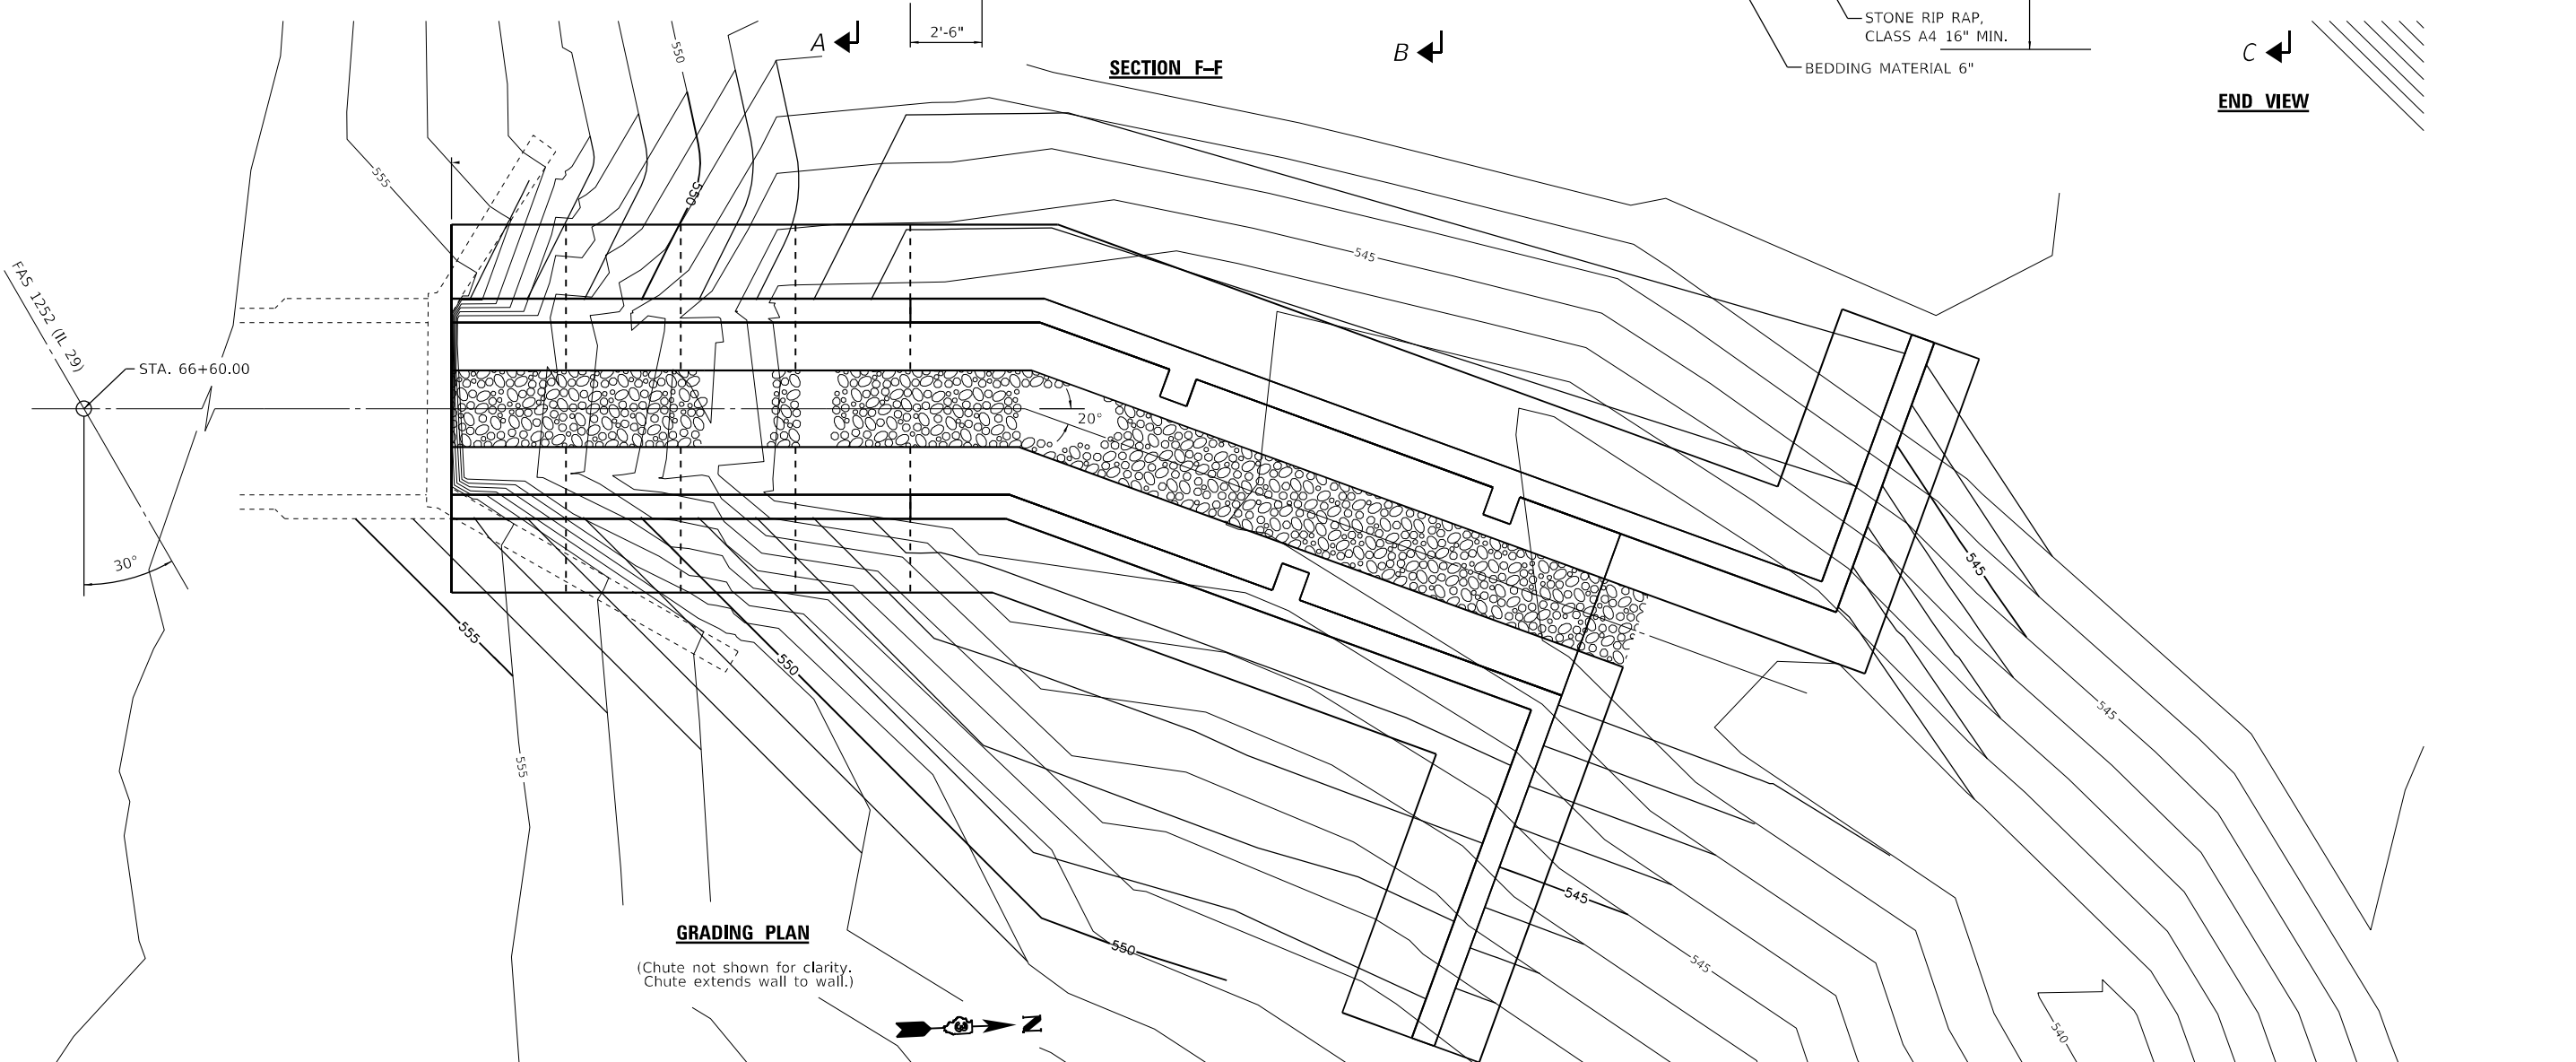 A
2'-6"
SECTION F-F
B
STONE RIP RAP,
CLASS A4 16" MIN.
BEDDING MATERIAL 6"
C
END VIEW
550
555
550
545
FAS 1252 (IL 29)
STA. 66+60.00
20°
30°
545
555
550
555
545
545
550
545
540
GRADING PLAN
(Chute not shown for clarity.
Chute extends wall to wall.)
N